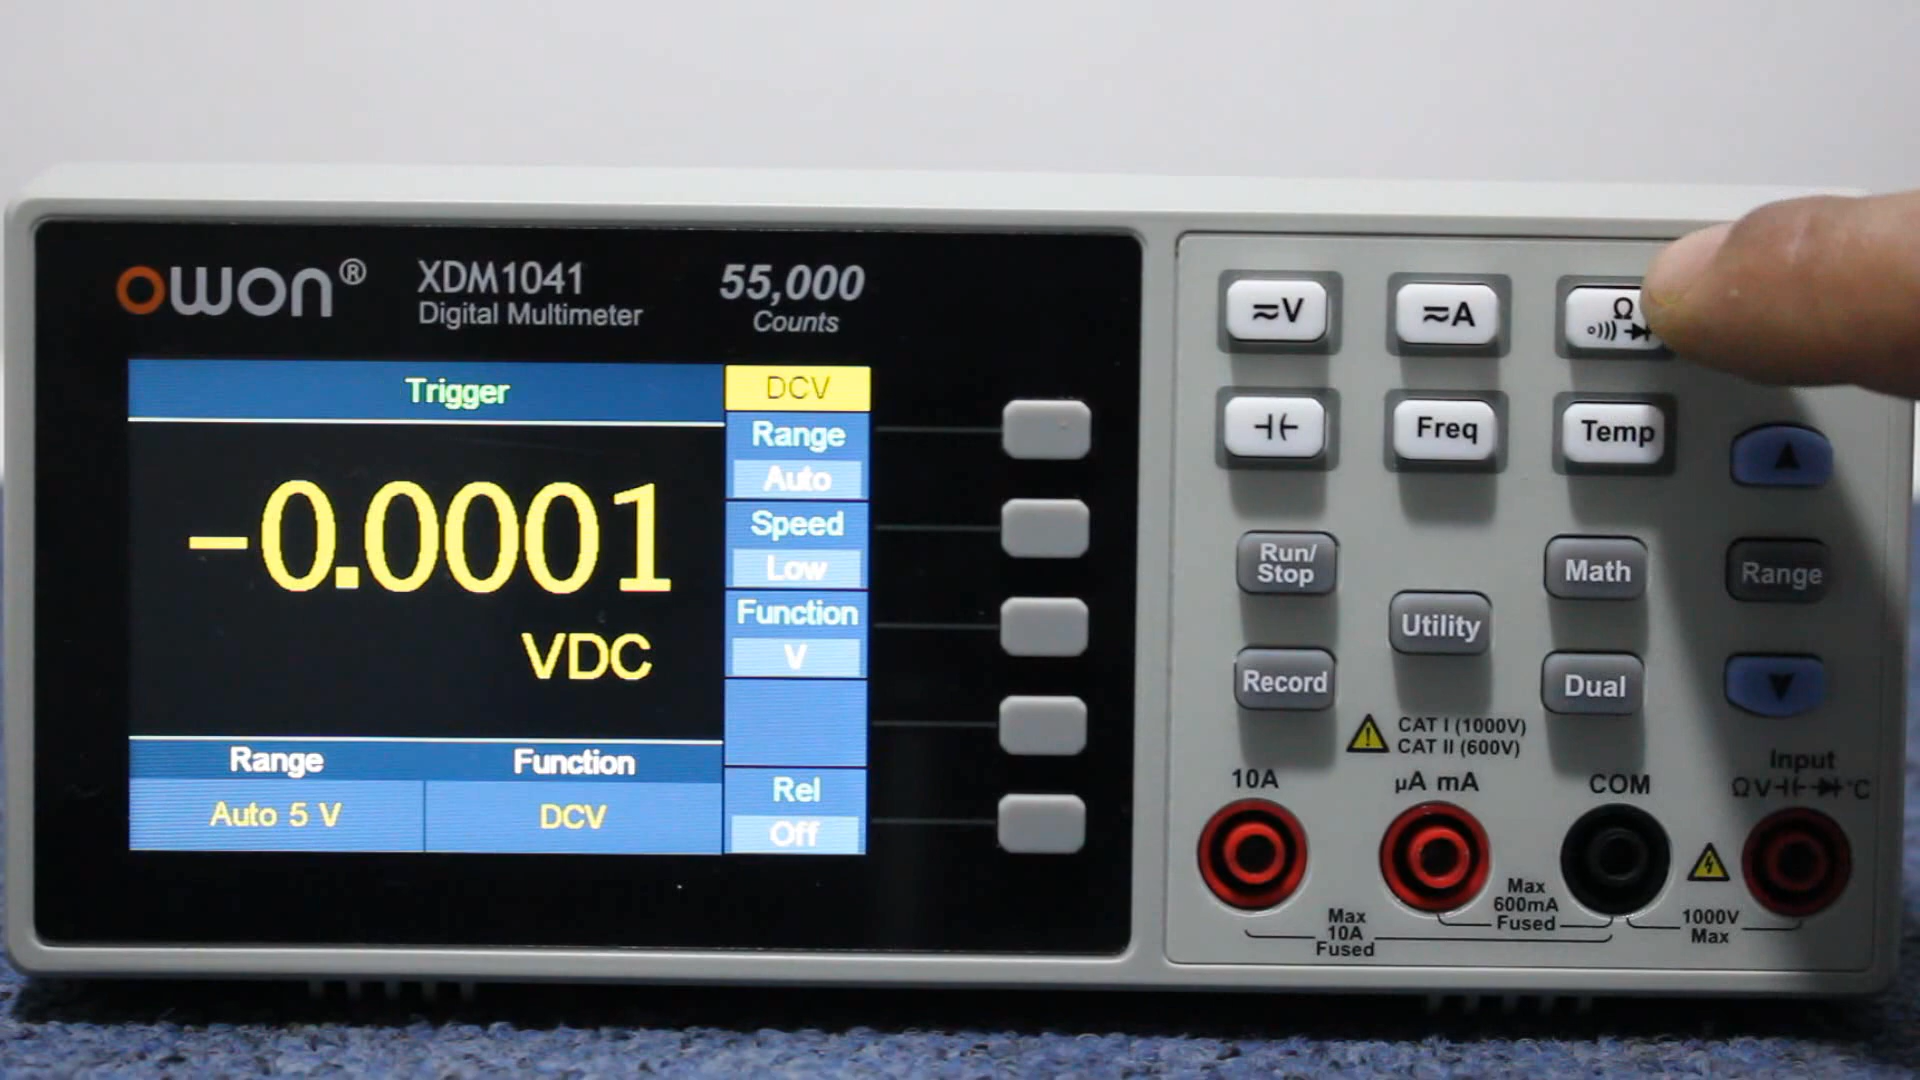 owon®
XDM1041
Digital Multimeter
55,000
Counts
Trigger
-0.0001
VDC
Range
Function
Auto 5 V
DCV
DCV
Range
Auto
Speed
Low
Function
V
Rel
Off
≂V
≂A
Ω
Freq
Temp
Run/
Stop
Math
Range
Utility
Record
Dual
CAT I (1000V)
CAT II (600V)
10A
µA mA
COM
Input
ΩV °C
Max
10A
Fused
Max
600mA
Fused
1000V
Max